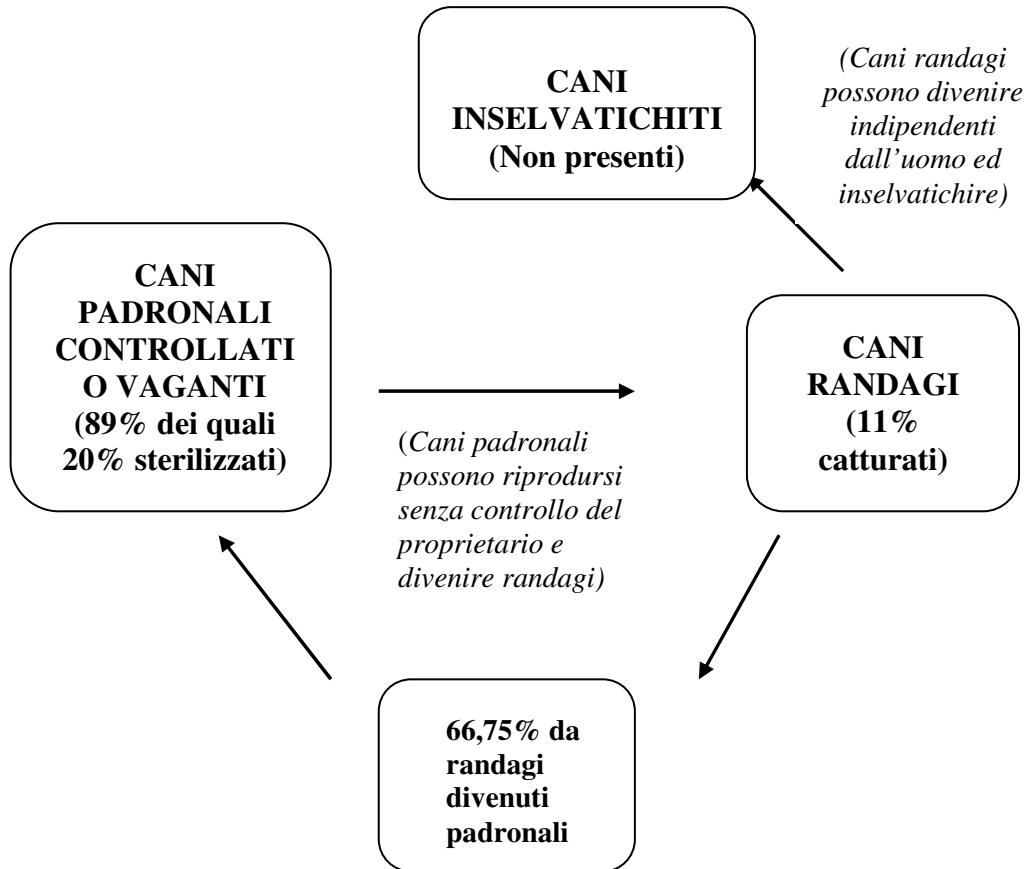 CANI
INSELVATICHITI
(Non presenti)
(Cani randagi
possono divenire
indipendenti
dall’uomo ed
inselvatichire)
CANI
PADRONALI
CONTROLLATI
O VAGANTI
(89% dei quali
20% sterilizzati)
(Cani padronali
possono riprodursi
senza controllo del
proprietario e
divenire randagi)
CANI
RANDAGI
(11%
catturati)
66,75% da
randagi
divenuti
padronali